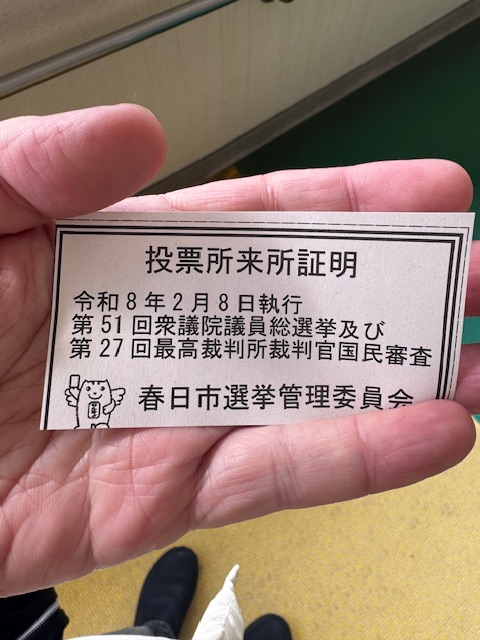 投票所来所証明
令和8年2月8日執行
第51回衆議院議員総選挙及び
第27回最高裁判所裁判官国民審査
春日市選挙管理委員会